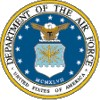 DEPARTMENT OF THE AIR FORCE
MCMXLVII
UNITED STATES OF AMERICA